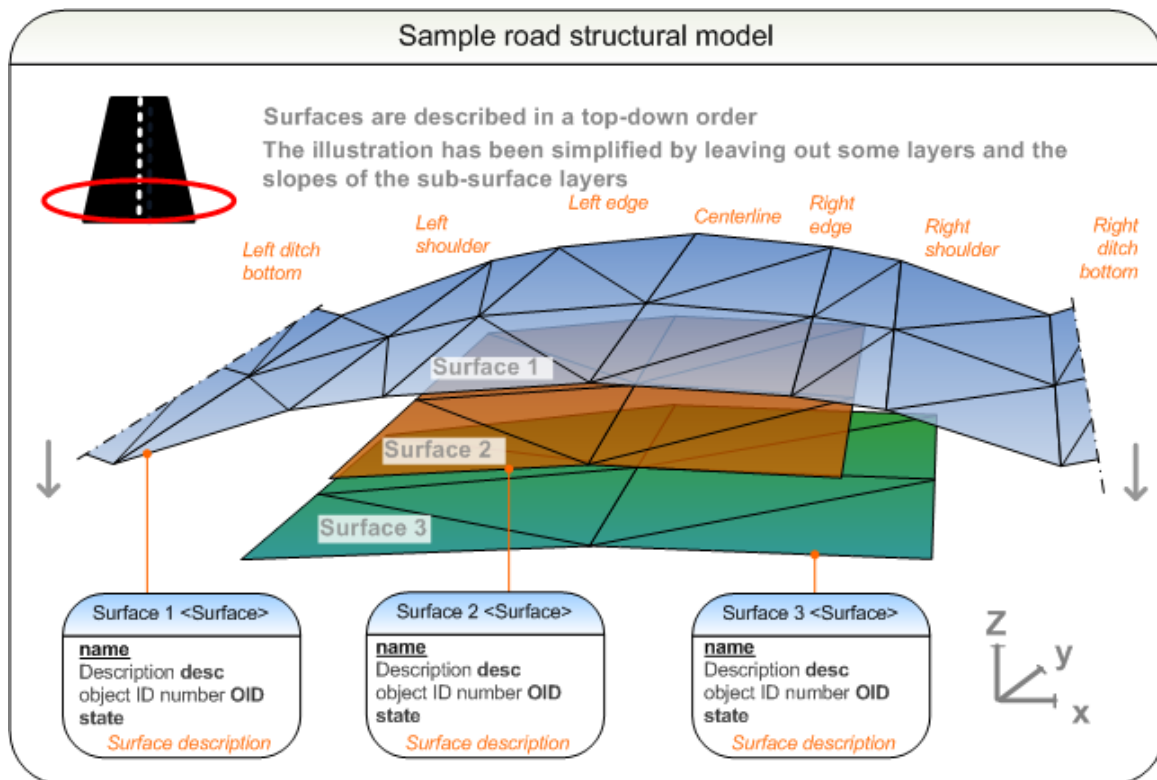 Sample road structural model
Surfaces are described in a top-down order
The illustration has been simplified by leaving out some layers and the
slopes of the sub-surface layers
Left ditch
bottom
Left
shoulder
Left edge
Centerline
Right
edge
Right
shoulder
Right
ditch
bottom
Surface 1
Surface 2
Surface 3
Surface 1 <Surface>
name
Description desc
object ID number OID
state
Surface description
Surface 2 <Surface>
name
Description desc
object ID number OID
state
Surface description
Surface 3 <Surface>
name
Description desc
object ID number OID
state
Surface description
Z
y
x